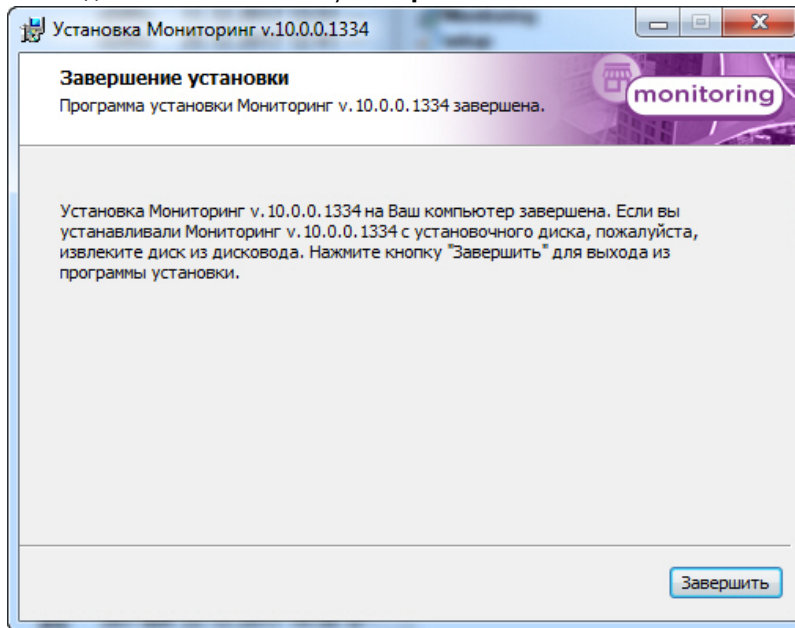 Установка Мониторинг v.10.0.0.1334
Завершение установки
Программа установки Мониторинг v.10.0.0.1334 завершена.
monitoring
Установка Мониторинг v.10.0.0.1334 на Ваш компьютер завершена. Если вы
устанавливали Мониторинг v.10.0.0.1334 с установочного диска, пожалуйста,
извлеките диск из дисковода. Нажмите кнопку "Завершить" для выхода из
программы установки.
Завершить